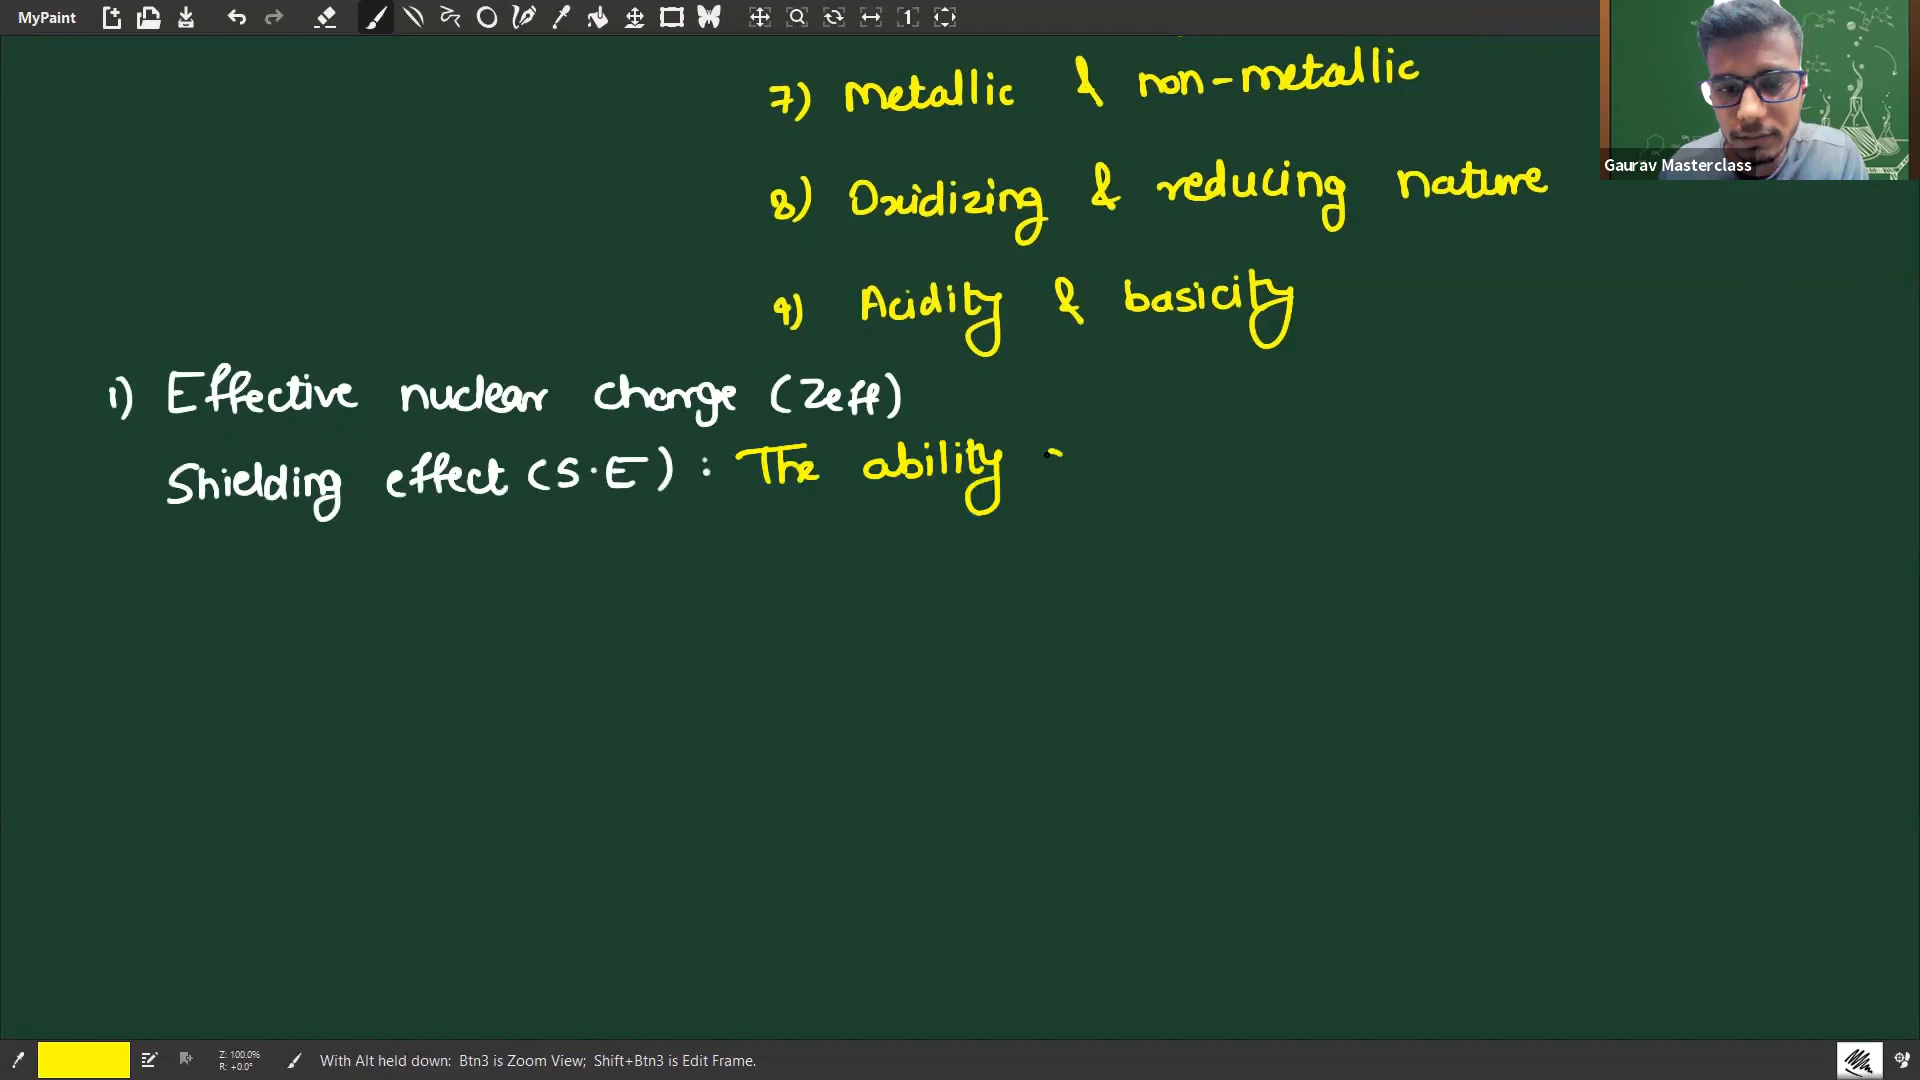 MyPaint
7) Metallic & non-metallic
8) Oxidizing & reducing nature
Gaurav Masterclass
9) Acidity & basicity
1) Effective nuclear charge (Zeff)
Shielding effect (S.E) : The ability
Z: 100.0%
R: +0.0°
With Alt held down: Btn3 is Zoom View; Shift+Btn3 is Edit Frame.